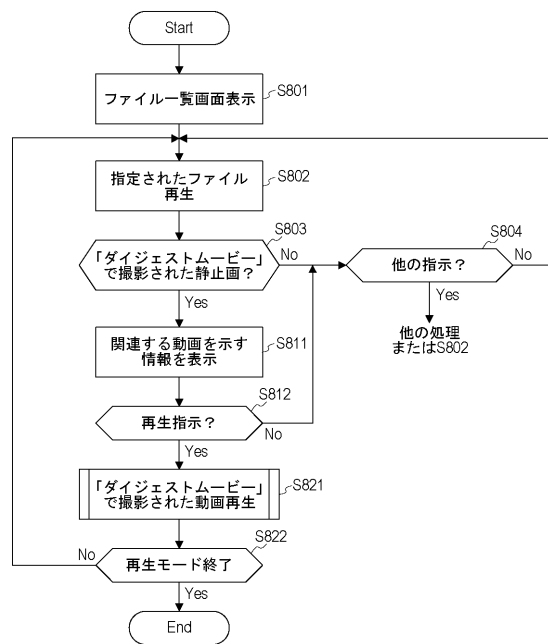 Start
ファイル一覧画面表示
S801
指定されたファイル
再生
S802
「ダイジェストムービー」
で撮影された静止画？
S803
No
Yes
他の指示？
S804
No
Yes
他の処理
またはS802
関連する動画を示す
情報を表示
S811
再生指示？
S812
No
Yes
「ダイジェストムービー」
で撮影された動画再生
S821
再生モード終了
S822
No
Yes
End